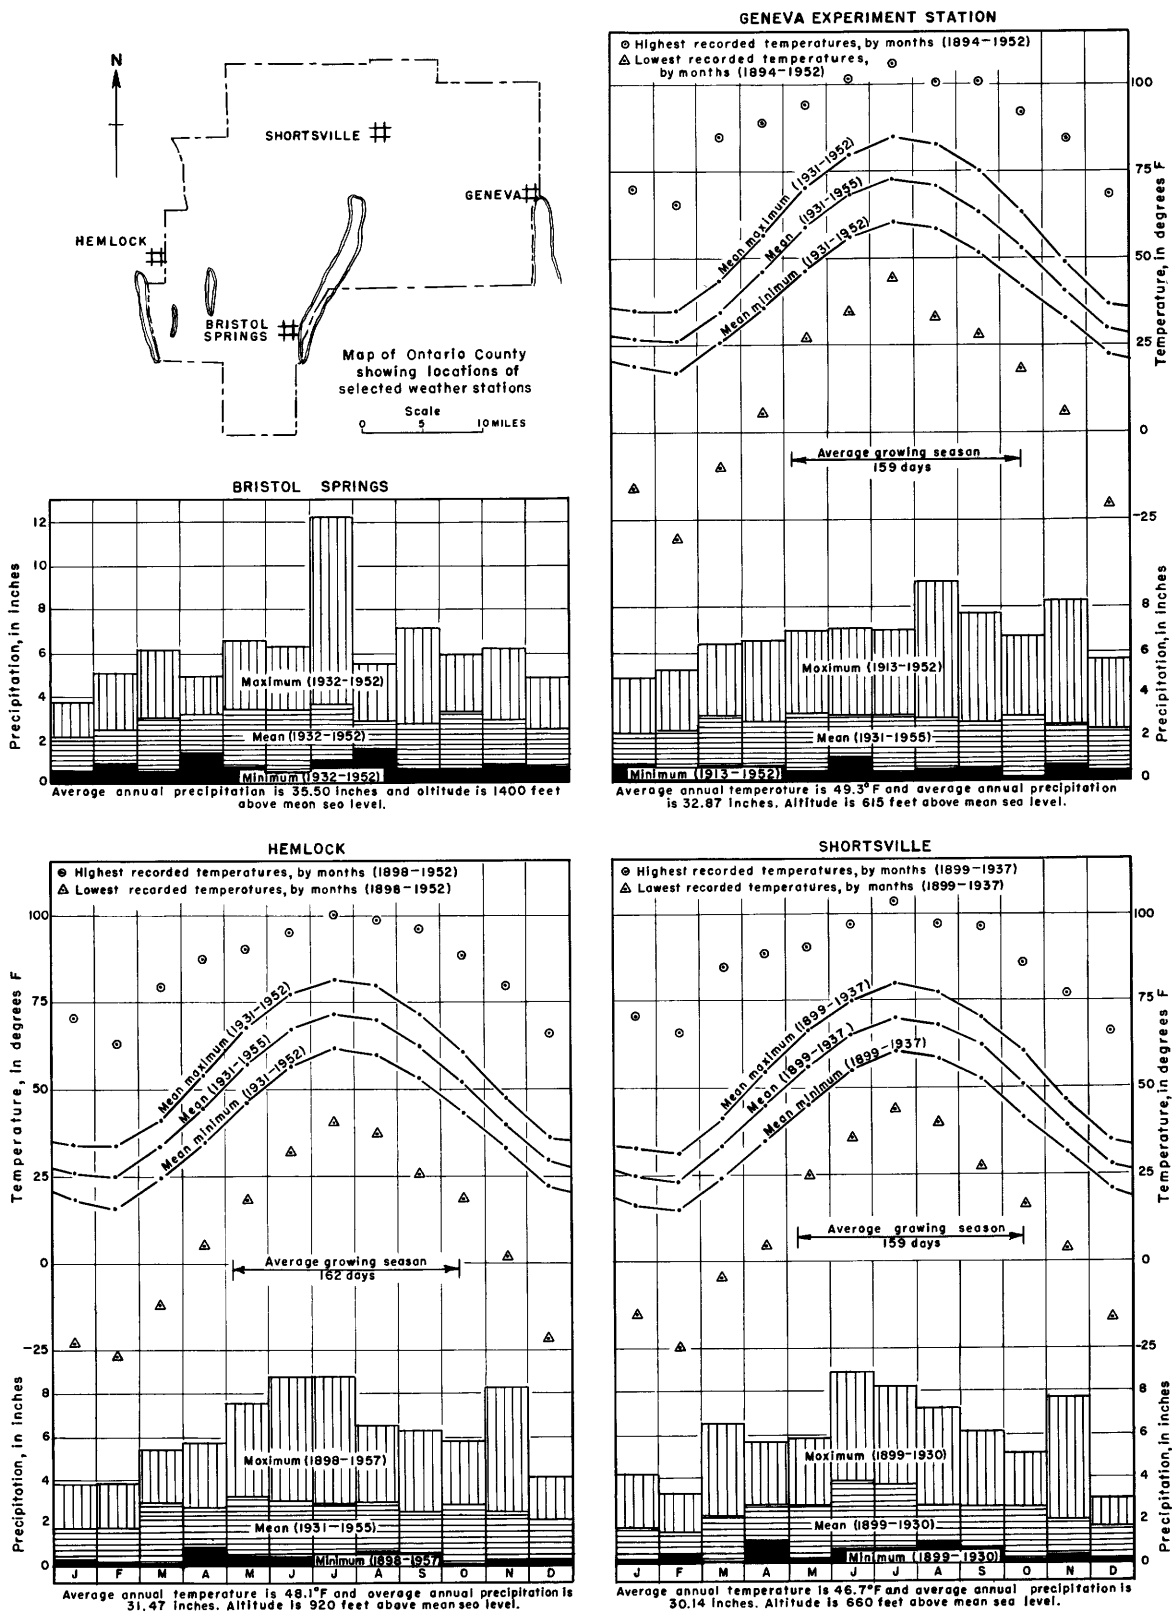 N
SHORTSVILLE
GENEVA
HEMLOCK
BRISTOL
SPRINGS
Map of Ontario County
showing locations of
selected weather stations
Scale
0 5 10 MILES
GENEVA EXPERIMENT STATION
Highest recorded temperatures, by months (1894-1952)
Lowest recorded temperatures,
by months (1894-1952)
Mean maximum (1931-1952)
Mean (1931-1955)
Mean minimum (1931-1952)
Average growing season
159 days
100
75
50
25
0
-25
Temperature, in degrees F
8
6
4
2
0
Precipitation, in inches
Maximum (1913-1952)
Mean (1931-1955)
Minimum (1913-1952)
Average annual temperature is 49.3°F and average annual precipitation
is 32.87 inches. Altitude is 615 feet above mean sea level.
BRISTOL SPRINGS
12
10
8
6
4
2
0
Precipitation, in inches
Maximum (1932-1952)
Mean (1932-1952)
Minimum (1932-1952)
Average annual precipitation is 35.50 inches and altitude is 1400 feet
above mean sea level.
HEMLOCK
Highest recorded temperatures, by months (1898-1952)
Lowest recorded temperatures, by months (1898-1952)
100
75
50
25
0
-25
Temperature, in degrees F
Mean maximum (1931-1952)
Mean (1931-1955)
Mean minimum (1931-1952)
Average growing season
162 days
8
6
4
2
0
Precipitation, in inches
Maximum (1898-1957)
Mean (1931-1955)
Minimum (1898-1957)
J F M A M J J A S O N D
Average annual temperature is 48.1°F and average annual precipitation is
31.47 inches. Altitude is 920 feet above mean sea level.
SHORTSVILLE
Highest recorded temperatures, by months (1899-1937)
Lowest recorded temperatures, by months (1899-1937)
Mean maximum (1899-1937)
Mean (1899-1937)
Mean minimum (1899-1937)
Average growing season
159 days
100
75
50
25
0
-25
Temperature, in degrees F
8
6
4
2
0
Precipitation, in inches
Maximum (1899-1930)
Mean (1899-1930)
Minimum (1899-1930)
J F M A M J J A S O N D
Average annual temperature is 46.7°F and average annual precipitation is
30.14 inches. Altitude is 660 feet above mean sea level.